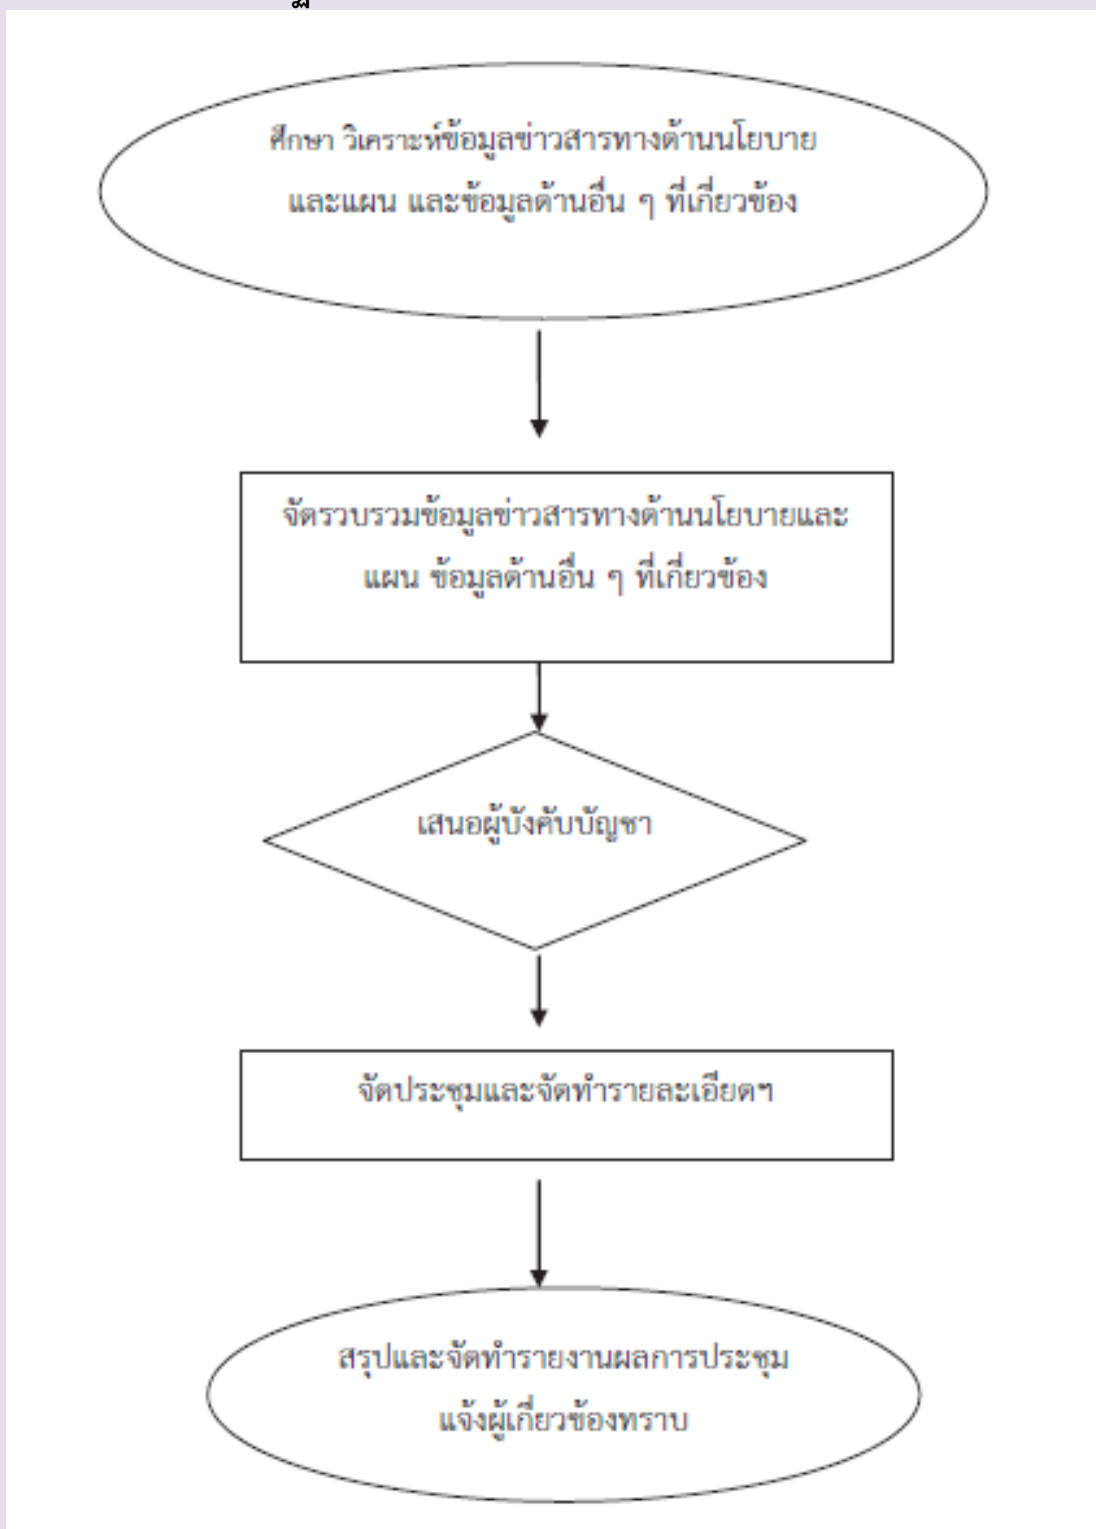 ศึกษา วิเคราะห์ข้อมูลข่าวสารทางด้านนโยบาย
และแผน และข้อมูลด้านอื่น ๆ ที่เกี่ยวข้อง
จัดรวบรวมข้อมูลข่าวสารทางด้านนโยบายและ
แผน ข้อมูลด้านอื่น ๆ ที่เกี่ยวข้อง
เสนอผู้บังคับบัญชา
จัดประชุมและจัดทำรายละเอียดฯ
สรุปและจัดทำรายงานผลการประชุม
แจ้งผู้เกี่ยวข้องทราบ